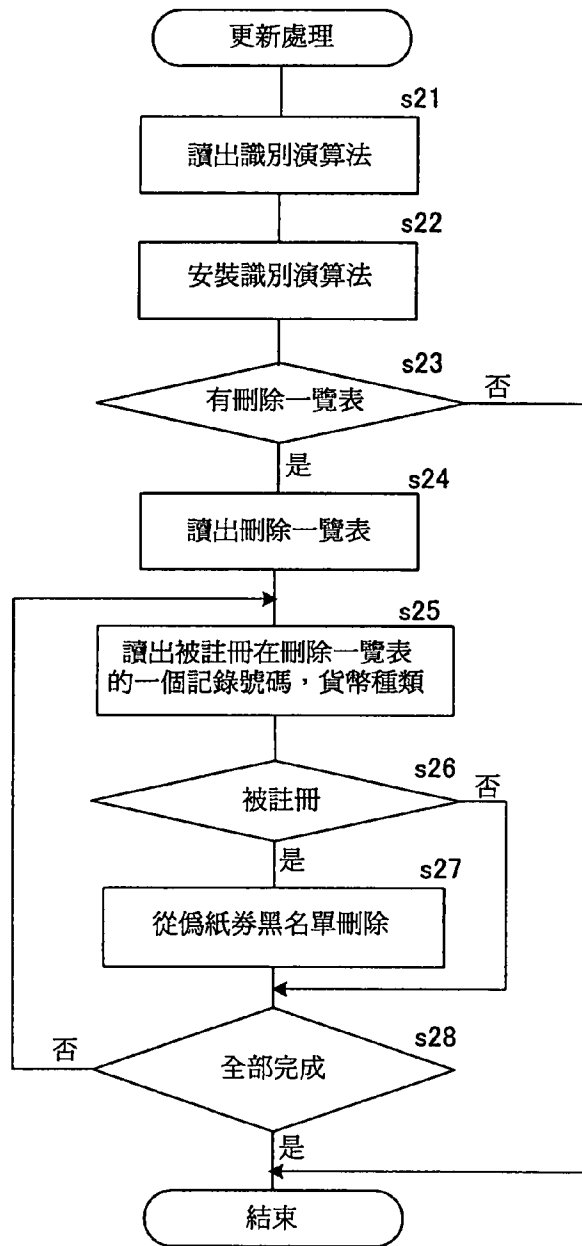 更新處理
s21
讀出識別演算法
s22
安裝識別演算法
s23
有刪除一覽表
否
是
s24
讀出刪除一覽表
s25
讀出被註冊在刪除一覽表
的一個記錄號碼，貨幣種類
s26
被註冊
否
是
s27
從偽紙券黑名單刪除
s28
全部完成
否
是
結束